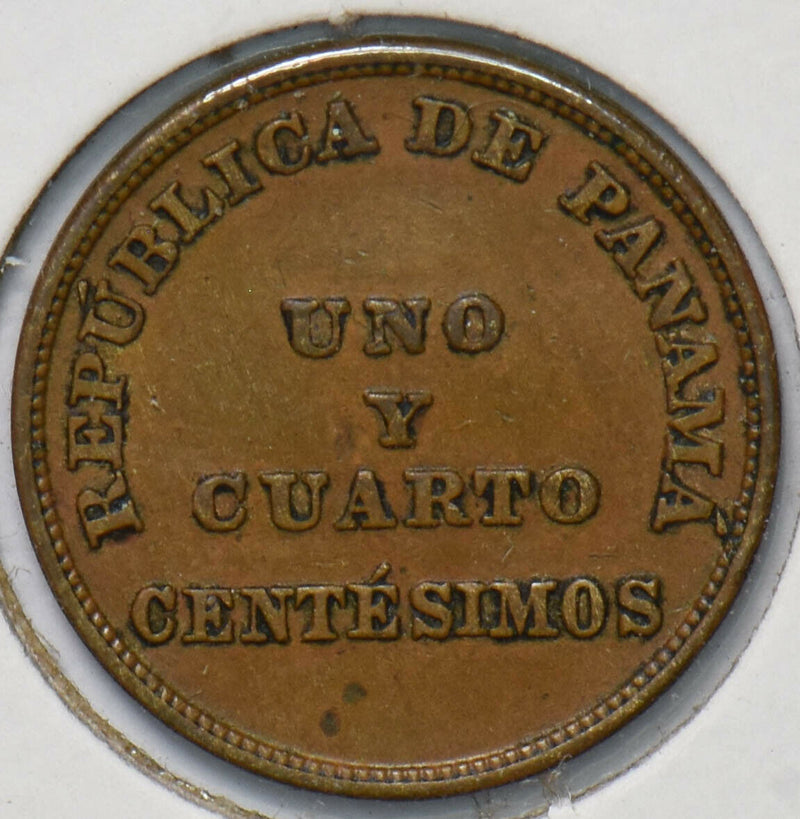 REPÚBLICA DE PANAMÁ
UNO
Y
CUARTO
CENTÉSIMOS